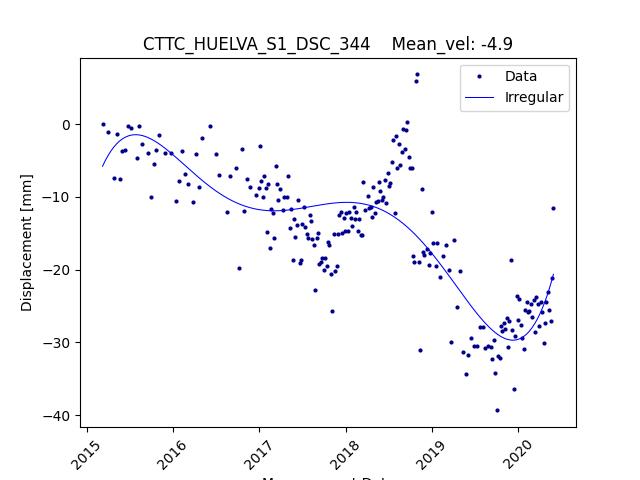 CTTC_HUELVA_S1_DSC_344 Mean_vel: -4.9
Data
Irregular
Displacement [mm]
0
−10
−20
−30
−40
2015
2016
2017
2018
2019
2020